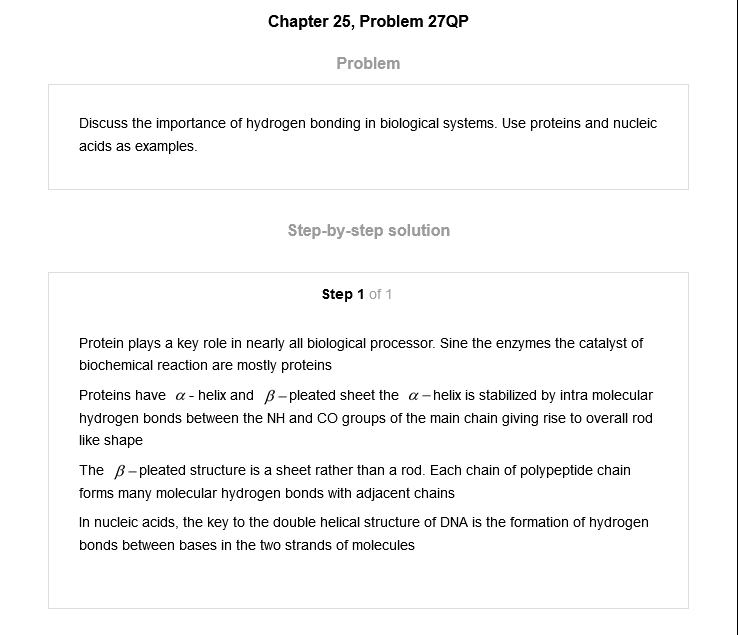 Chapter 25, Problem 27QP
Problem
Discuss the importance of hydrogen bonding in biological systems. Use proteins and nucleic
acids as examples.
Step-by-step solution
Step 1 of 1
Protein plays a key role in nearly all biological processor. Sine the enzymes the catalyst of
biochemical reaction are mostly proteins
Proteins have α - helix and β – pleated sheet the α – helix is stabilized by intra molecular
hydrogen bonds between the NH and CO groups of the main chain giving rise to overall rod
like shape
The β – pleated structure is a sheet rather than a rod. Each chain of polypeptide chain
forms many molecular hydrogen bonds with adjacent chains
In nucleic acids, the key to the double helical structure of DNA is the formation of hydrogen
bonds between bases in the two strands of molecules